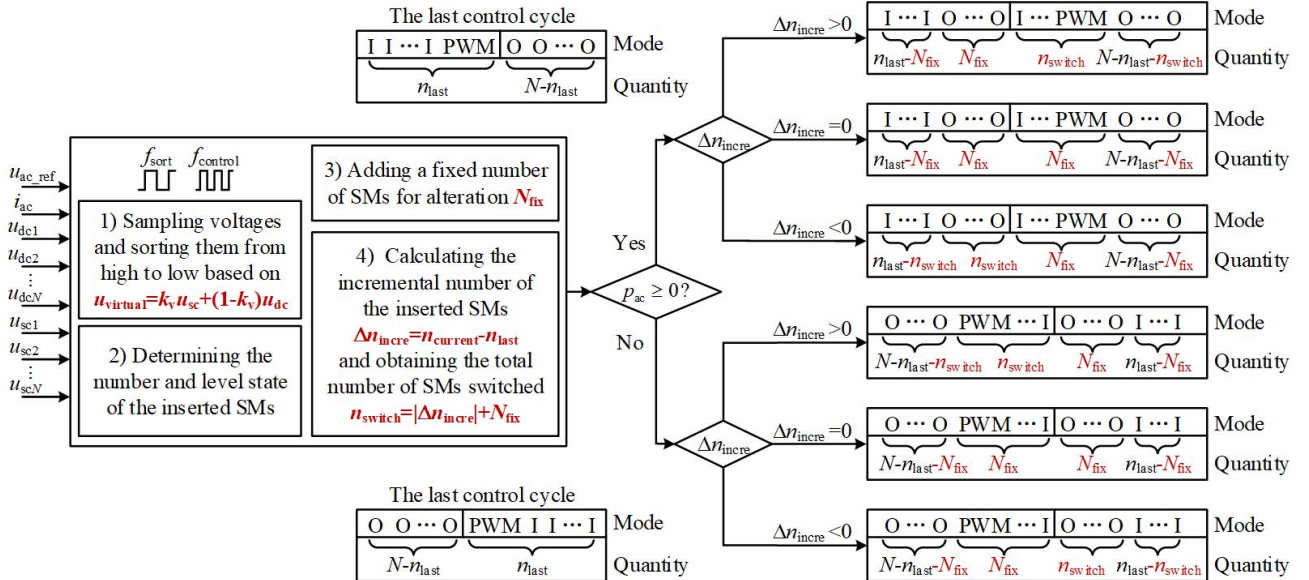 The last control cycle
I I ··· I PWM O O ··· O Mode
n_last N-n_last Quantity
f_sort f_control
u_ac_ref
i_ac
u_dc1
u_dc2
⋮
u_dcN
u_sc1
u_sc2
⋮
u_scN
1) Sampling voltages
and sorting them from
high to low based on
u_virtual=k_v u_sc+(1-k_v)u_dc
2) Determining the
number and level state
of the inserted SMs
3) Adding a fixed number
of SMs for alteration N_fix
4) Calculating the
incremental number of
the inserted SMs
Δn_incre=n_current-n_last
and obtaining the total
number of SMs switched
n_switch=|Δn_incre|+N_fix
Yes
p_ac ≥ 0?
No
The last control cycle
O O ··· O PWM I I ··· I Mode
N-n_last n_last Quantity
Δn_incre
Δn_incre >0
I ··· I O ··· O I ··· PWM O ··· O Mode
n_last-N_fix N_fix n_switch N-n_last-n_switch Quantity
Δn_incre =0
I ··· I O ··· O I ··· PWM O ··· O Mode
n_last-N_fix N_fix N_fix N-n_last-N_fix Quantity
Δn_incre <0
I ··· I O ··· O I ··· PWM O ··· O Mode
n_last-n_switch n_switch N_fix N-n_last-N_fix Quantity
Δn_incre
Δn_incre >0
O ··· O PWM ··· I O ··· O I ··· I Mode
N-n_last-n_switch n_switch N_fix n_last-N_fix Quantity
Δn_incre =0
O ··· O PWM ··· I O ··· O I ··· I Mode
N-n_last-N_fix N_fix N_fix n_last-N_fix Quantity
Δn_incre <0
O ··· O PWM ··· I O ··· O I ··· I Mode
N-n_last-N_fix N_fix n_switch n_last-n_switch Quantity